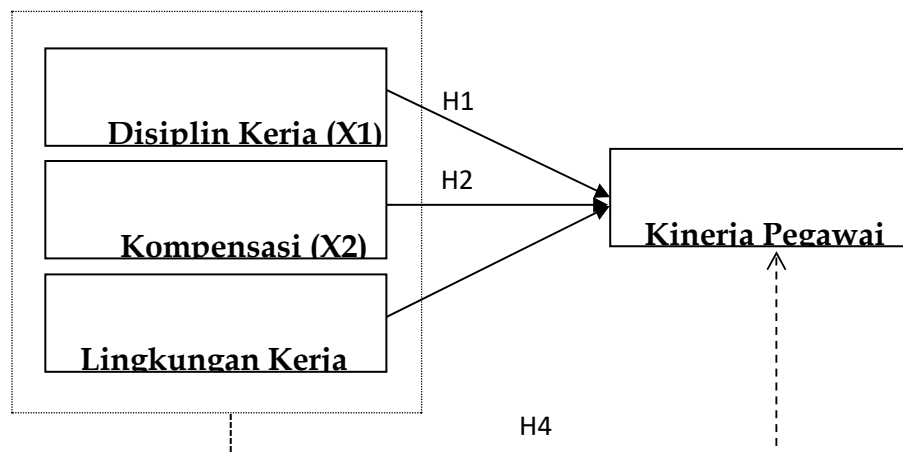 H1
Disiplin Kerja (X1)
H2
Kompensasi (X2)
Kinerja Pegawai
Lingkungan Kerja
H4